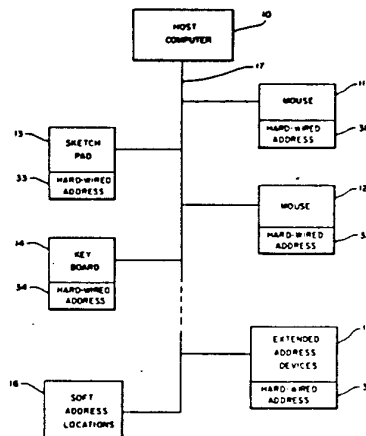 HOST
COMPUTER
10
17
MOUSE
11
HARD-WIRED
ADDRESS
13
SKETCH
PAD
HARD-WIRED
ADDRESS
33
MOUSE
12
HARD-WIRED
ADDRESS
14
KEY
BOARD
HARD-WIRED
ADDRESS
34
EXTENDED
ADDRESS
DEVICES
HARD-WIRED
ADDRESS
16
SOFT
ADDRESS
LOCATIONS